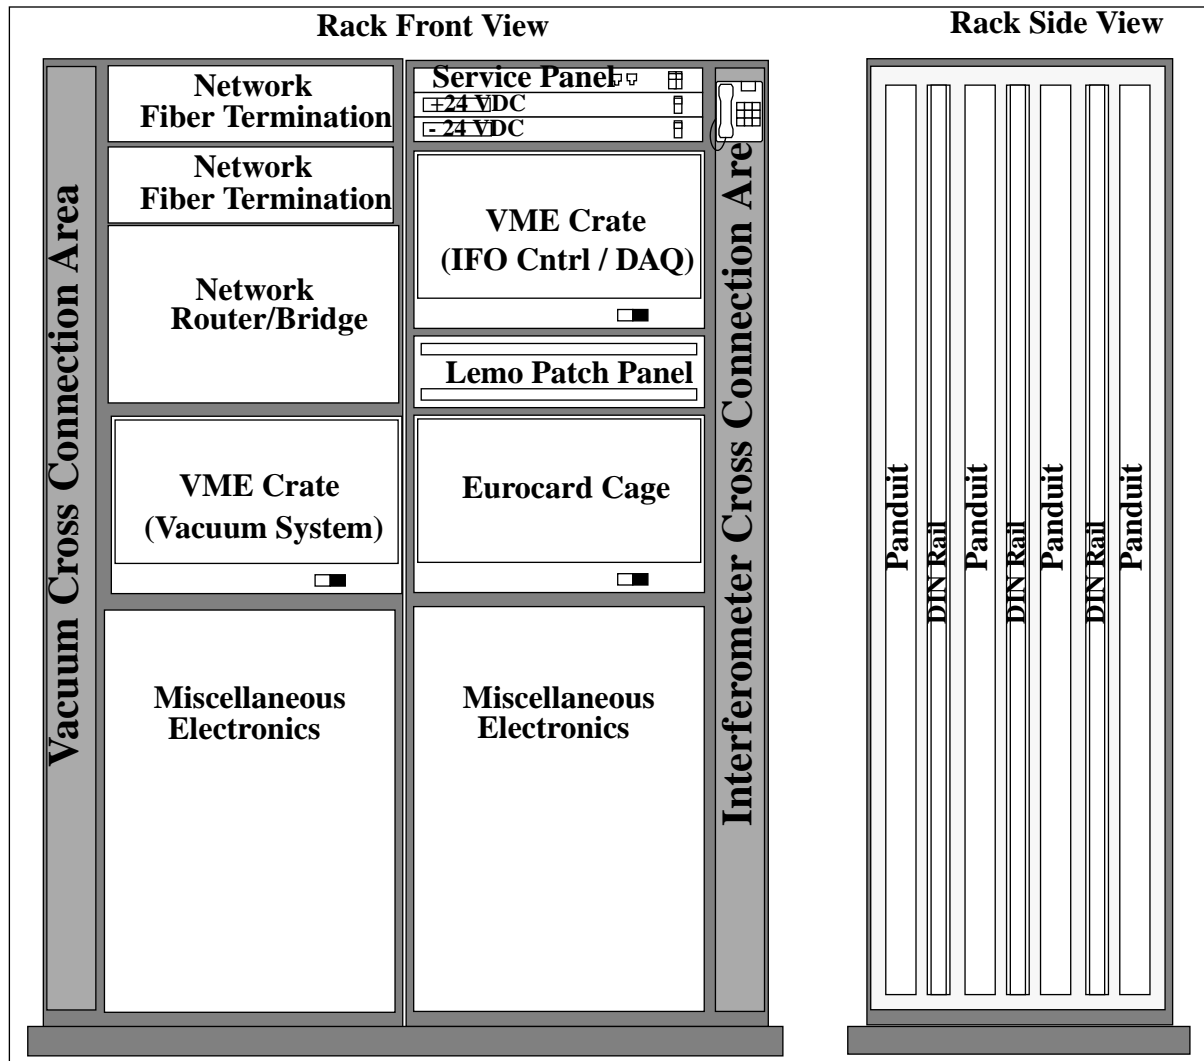 Rack Front View
Rack Side View
Vacuum Cross Connection Area
Network
Fiber Termination
Network
Fiber Termination
Network
Router/Bridge
VME Crate
(Vacuum System)
Miscellaneous
Electronics
Service Panel
+24 VDC
- 24 VDC
VME Crate
(IFO Cntrl / DAQ)
Lemo Patch Panel
Eurocard Cage
Miscellaneous
Electronics
Interferometer Cross Connection Are
Panduit
DIN Rail
Panduit
DIN Rail
Panduit
DIN Rail
Panduit